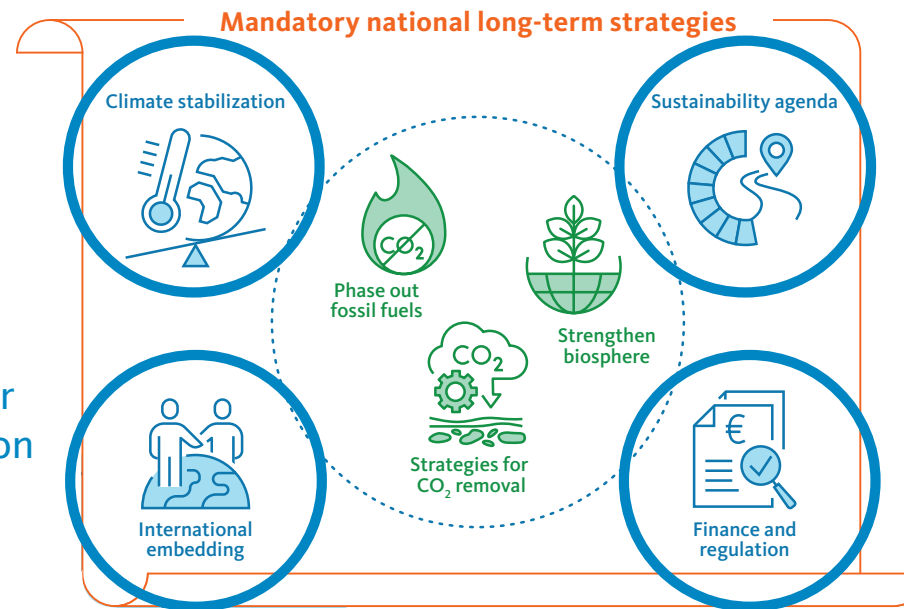 Mandatory national long-term strategies
Climate stabilization
Sustainability agenda
CO₂
Phase out
fossil fuels
Strengthen
biosphere
CO₂
Strategies for
CO₂ removal
r
on
International
embedding
€
Finance and
regulation